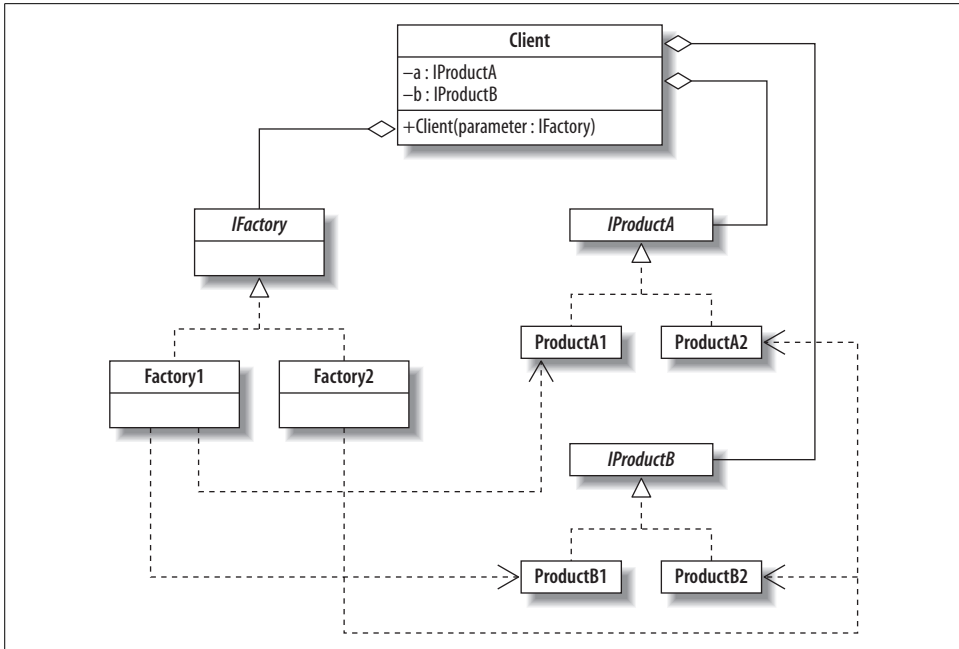 Client
–a : IProductA
–b : IProductB
+Client(parameter : IFactory)
IFactory
IProductA
ProductA1
ProductA2
Factory1
Factory2
IProductB
ProductB1
ProductB2